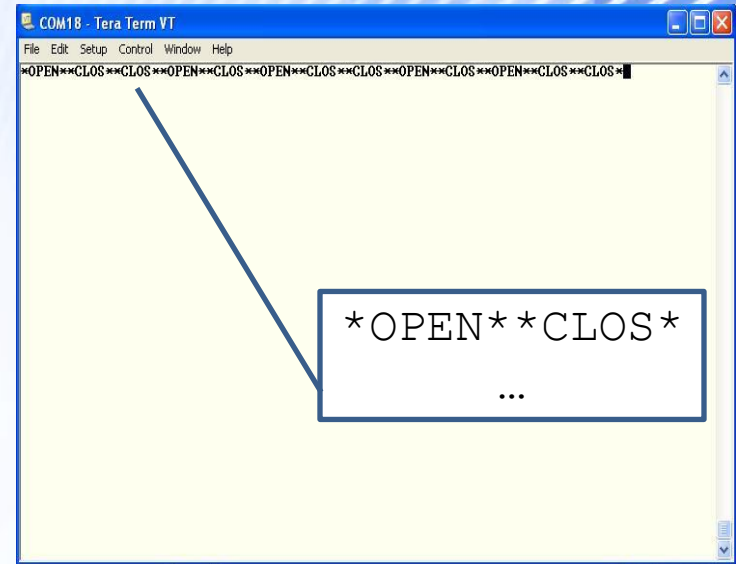 COM18 - Tera Term VT
File Edit Setup Control Window Help
*OPEN**CLOS**CLOS**OPEN**CLOS**OPEN**CLOS**CLOS**OPEN**CLOS**OPEN**CLOS**CLOS*
*OPEN**CLOS*
...